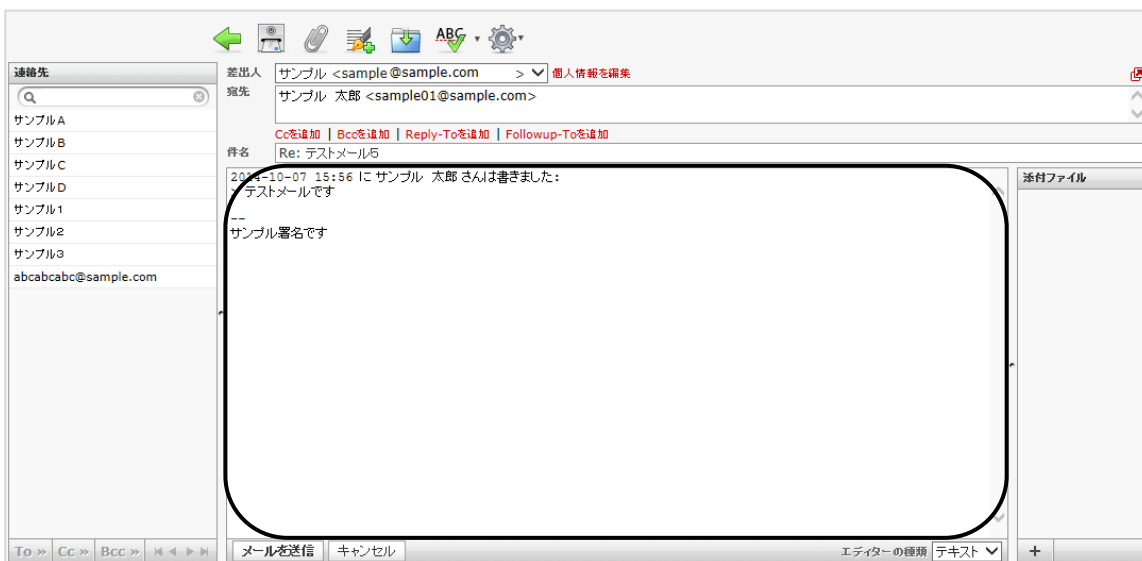 ABC
連絡先
サンプルA
サンプルB
サンプルC
サンプルD
サンプル1
サンプル2
サンプル3
abcabcabc@sample.com
To » Cc » Bcc »
差出人 サンプル <sample@sample.com > 個人情報を編集
宛先 サンプル 太郎 <sample01@sample.com>
Ccを追加 | Bccを追加 | Reply-Toを追加 | Followup-Toを追加
件名 Re: テストメール5
2014-10-07 15:56 に サンプル 太郎 さんは書きました:
> テストメールです
--
サンプル署名です
メールを送信 キャンセル エディターの種類 テキスト
添付ファイル
+